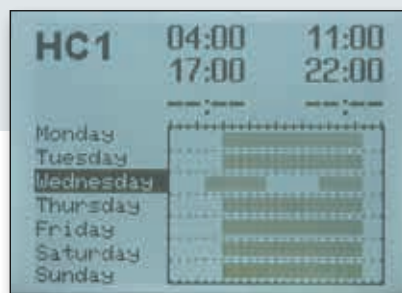 HC1 04:00 11:00
17:00 22:00
--:-- --:--
Monday
Tuesday
Wednesday
Thursday
Friday
Saturday
Sunday